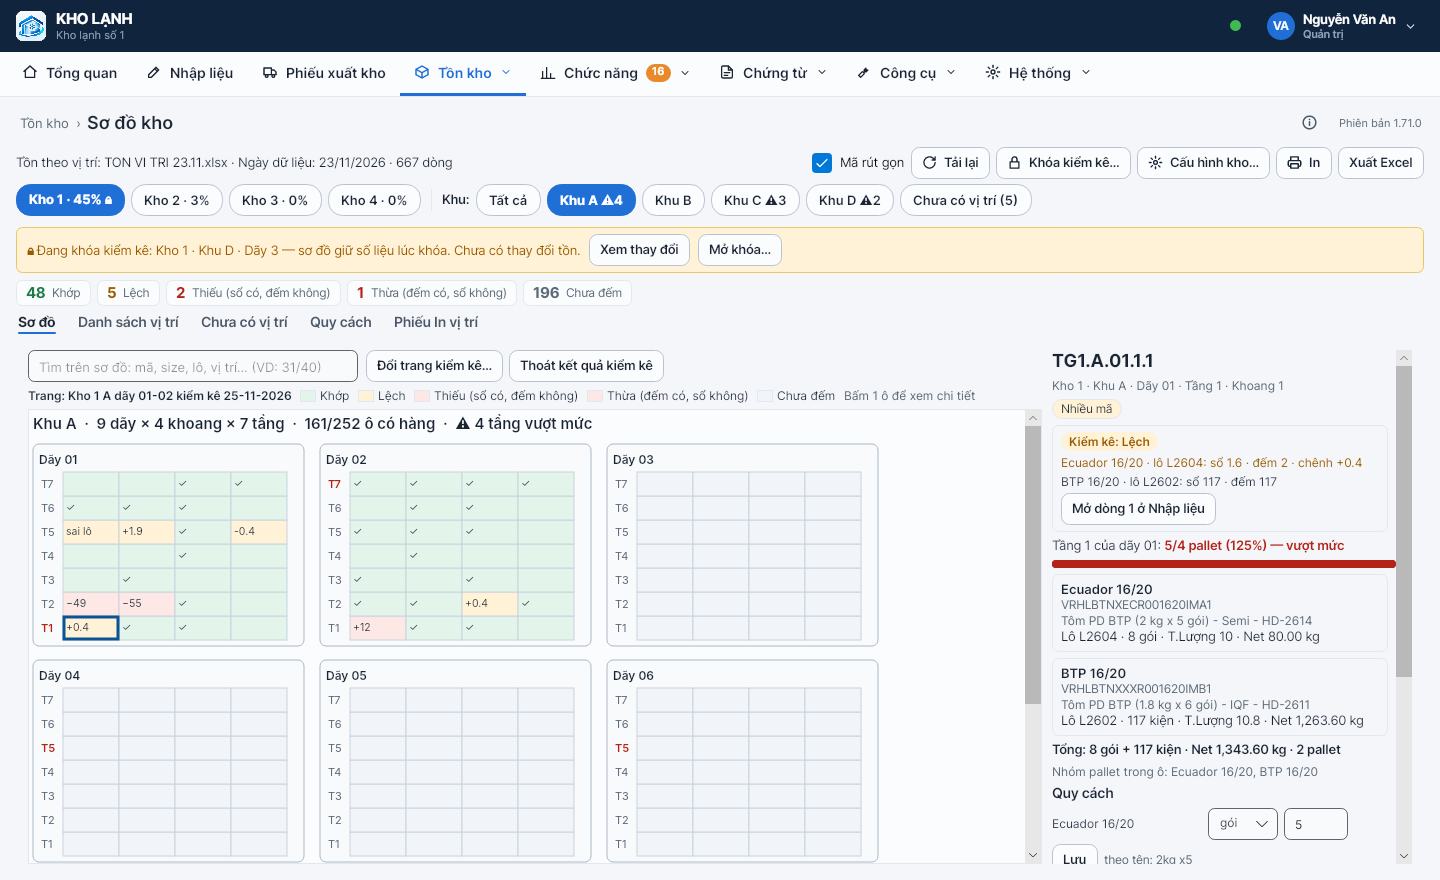 KHO LẠNH
Kho lạnh số 1
VA
Nguyễn Văn An
Quản trị
Tổng quan
Nhập liệu
Phiếu xuất kho
Tồn kho
Chức năng 16
Chứng từ
Công cụ
Hệ thống
Tồn kho › Sơ đồ kho
Phiên bản 1.71.0
Tồn theo vị trí: TON VI TRI 23.11.xlsx · Ngày dữ liệu: 23/11/2026 · 667 dòng
Mã rút gọn
Tải lại
Khóa kiểm kê...
Cấu hình kho...
In
Xuất Excel
Kho 1 · 45%
Kho 2 · 3%
Kho 3 · 0%
Kho 4 · 0%
Khu:
Tất cả
Khu A ⚠4
Khu B
Khu C ⚠3
Khu D ⚠2
Chưa có vị trí (5)
Đang khóa kiểm kê: Kho 1 · Khu D · Dãy 3 — sơ đồ giữ số liệu lúc khóa. Chưa có thay đổi tồn.
Xem thay đổi
Mở khóa...
48 Khớp
5 Lệch
2 Thiếu (sổ có, đếm không)
1 Thừa (đếm có, sổ không)
196 Chưa đếm
Sơ đồ
Danh sách vị trí
Chưa có vị trí
Quy cách
Phiếu In vị trí
Tìm trên sơ đồ: mã, size, lô, vị trí... (VD: 31/40)
Đổi trang kiểm kê...
Thoát kết quả kiểm kê
Trang: Kho 1 A dãy 01-02 kiểm kê 25-11-2026
Khớp
Lệch
Thiếu (sổ có, đếm không)
Thừa (đếm có, sổ không)
Chưa đếm
Bấm 1 ô để xem chi tiết
Khu A · 9 dãy × 4 khoang × 7 tầng · 161/252 ô có hàng · ⚠ 4 tầng vượt mức
Dãy 01
T7 ✓ ✓
T6 ✓ ✓ ✓
T5 sai lô +1.9 ✓ -0.4
T4 ✓
T3 ✓
T2 −49 −55 ✓
T1 +0.4 ✓ ✓
Dãy 02
T7 ✓ ✓ ✓ ✓
T6 ✓ ✓
T5 ✓ ✓ ✓
T4 ✓
T3 ✓ ✓
T2 ✓ ✓ +0.4 ✓
T1 +12 ✓ ✓
Dãy 03
T7
T6
T5
T4
T3
T2
T1
Dãy 04
T7
T6
T5
T4
T3
T2
T1
Dãy 05
T7
T6
T5
T4
T3
T2
T1
Dãy 06
T7
T6
T5
T4
T3
T2
T1
TG1.A.01.1.1
Kho 1 · Khu A · Dãy 01 · Tầng 1 · Khoang 1
Nhiều mã
Kiểm kê: Lệch
Ecuador 16/20 · lô L2604: sổ 1.6 · đếm 2 · chênh +0.4
BTP 16/20 · lô L2602: sổ 117 · đếm 117
Mở dòng 1 ở Nhập liệu
Tầng 1 của dãy 01: 5/4 pallet (125%) — vượt mức
Ecuador 16/20
VRHLBTNXECR001620IMA1
Tôm PD BTP (2 kg x 5 gói) - Semi - HD-2614
Lô L2604 · 8 gói · T.Lượng 10 · Net 80.00 kg
BTP 16/20
VRHLBTNXXXR001620IMB1
Tôm PD BTP (1.8 kg x 6 gói) - IQF - HD-2611
Lô L2602 · 117 kiện · T.Lượng 10.8 · Net 1,263.60 kg
Tổng: 8 gói + 117 kiện · Net 1,343.60 kg · 2 pallet
Nhóm pallet trong ô: Ecuador 16/20, BTP 16/20
Quy cách
Ecuador 16/20
gói
5
Lưu
theo tên: 2kg x5